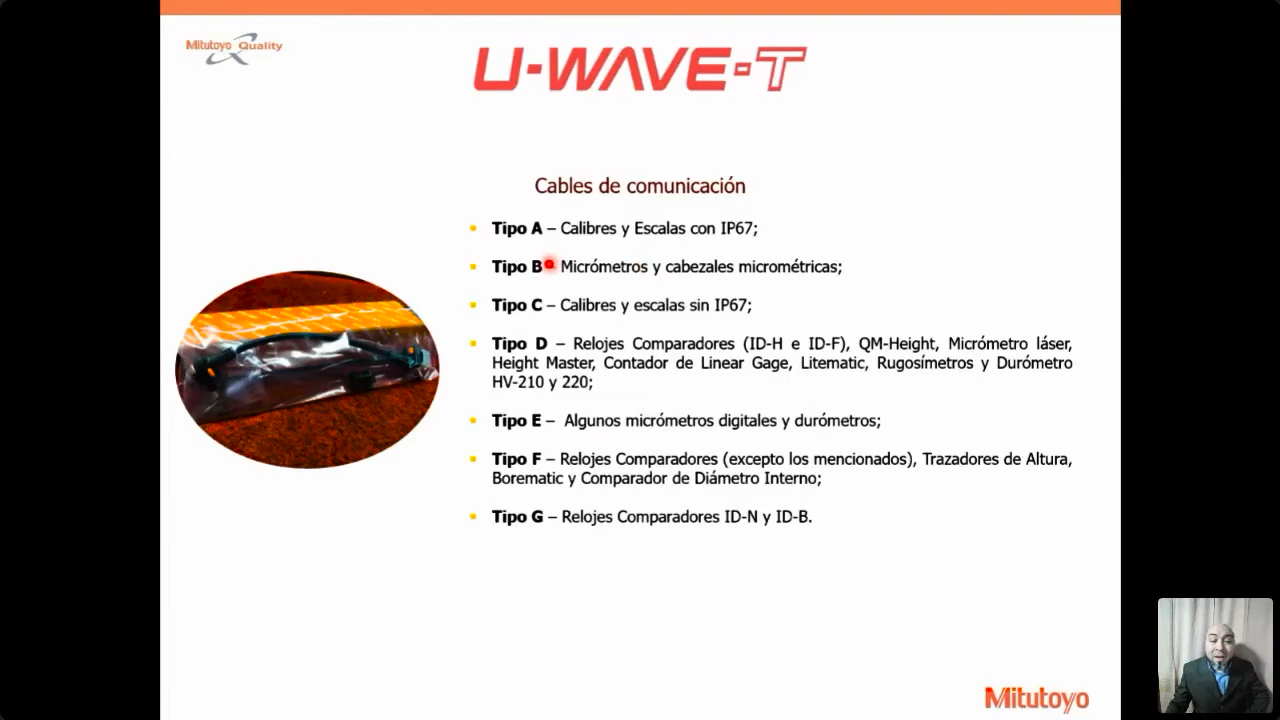 Mitutoyo Quality
U-WAVE-T
Cables de comunicación
Tipo A – Calibres y Escalas con IP67;
Tipo B Micrómetros y cabezales micrométricas;
Tipo C – Calibres y escalas sin IP67;
Tipo D – Relojes Comparadores (ID-H e ID-F), QM-Height, Micrómetro láser,
Height Master, Contador de Linear Gage, Litematic, Rugosímetros y Durómetro
HV-210 y 220;
Tipo E – Algunos micrómetros digitales y durómetros;
Tipo F – Relojes Comparadores (excepto los mencionados), Trazadores de Altura,
Borematic y Comparador de Diámetro Interno;
Tipo G – Relojes Comparadores ID-N y ID-B.
Mitutoyo